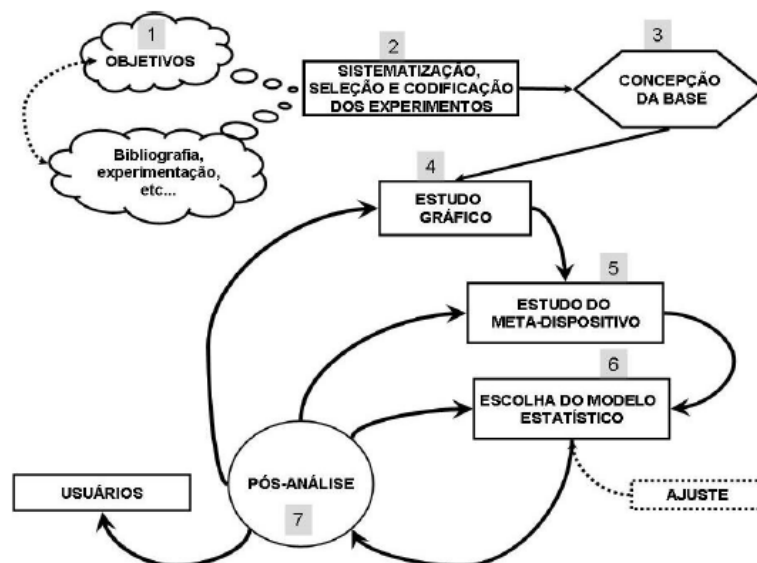 1
OBJETIVOS
Bibliografia,
experimentação,
etc...
2
SISTEMATIZAÇÃO,
SELEÇÃO E CODIFICAÇÃO
DOS EXPERIMENTOS
3
CONCEPÇÃO
DA BASE
4
ESTUDO
GRÁFICO
5
ESTUDO DO
META-DISPOSITIVO
6
ESCOLHA DO MODELO
ESTATÍSTICO
AJUSTE
PÓS-ANÁLISE
7
USUÁRIOS